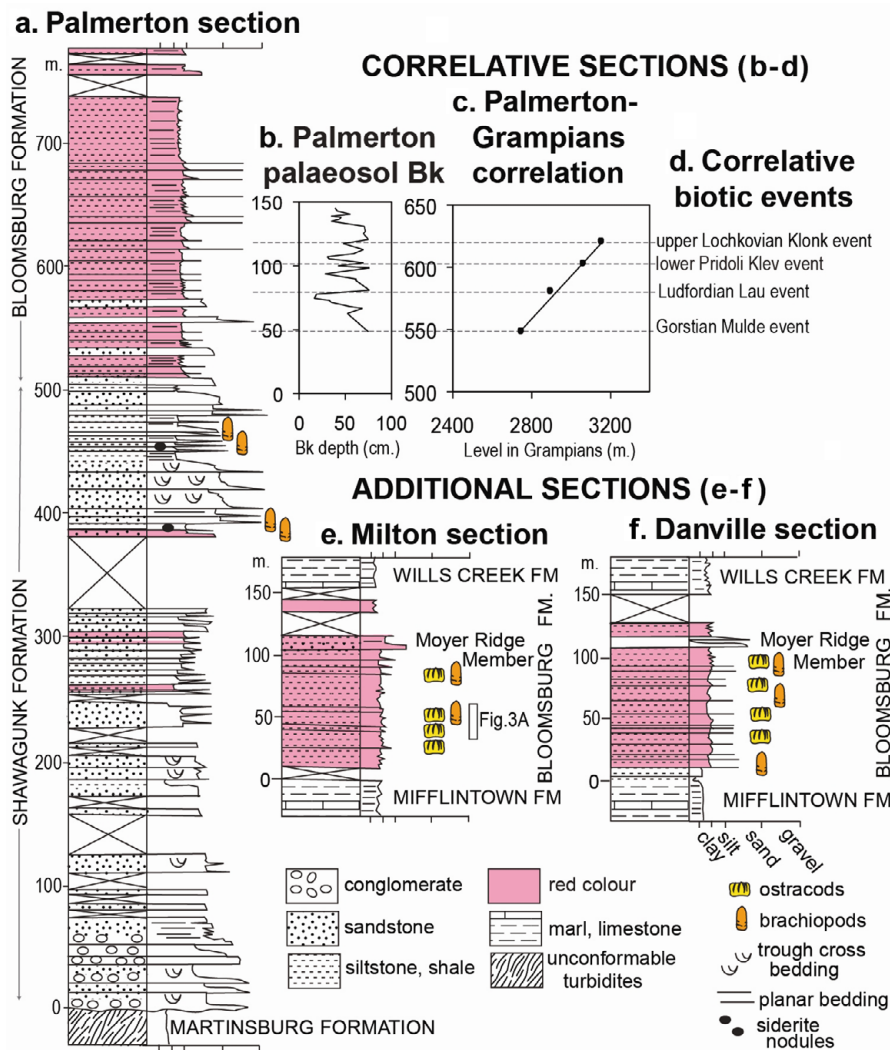 a. Palmerton section
m.
700
600
500
400
300
200
100
0
BLOOMSBURG FORMATION
SHAWAGUNK FORMATION
MARTINSBURG FORMATION
CORRELATIVE SECTIONS (b-d)
b. Palmerton
palaeosol Bk
150
100
50
0
0
50
100
Bk depth (cm.)
c. Palmerton-
Grampians
correlation
650
600
550
500
2400
2800
3200
Level in Grampians (m.)
d. Correlative
biotic events
upper Lochkovian Klonk event
lower Pridoli Klev event
Ludfordian Lau event
Gorstian Mulde event
ADDITIONAL SECTIONS (e-f)
e. Milton section
m.
150
100
50
0
WILLS CREEK FM
Moyer Ridge
Member
Fig.3A
BLOOMSBURG FM.
MIFFLINTOWN FM
f. Danville section
m.
150
100
50
0
WILLS CREEK FM
Moyer Ridge
Member
BLOOMSBURG FM.
MIFFLINTOWN FM
clay
silt
sand
gravel
conglomerate
sandstone
siltstone, shale
red colour
marl, limestone
unconformable
turbidites
ostracods
brachiopods
trough cross
bedding
planar bedding
siderite
nodules